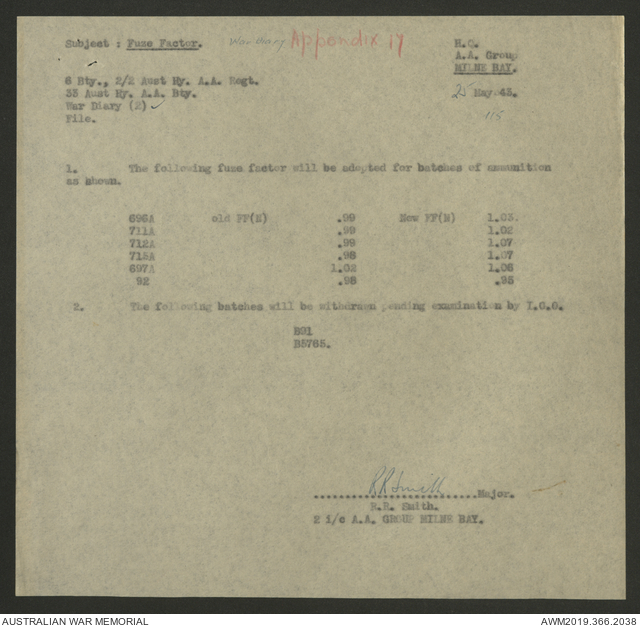 Subject : Fuze Factor. War Diary Appendix 17 H.Q.
A.A. Group
MILNE BAY.
6 Bty., 2/2 Aust Hy. A.A. Regt.
33 Aust Hy. A.A. Bty. 25 May 43.
War Diary (2)
File. 115
1. The following fuze factor will be adopted for batches of ammunition
as shown.
696A old FF(M) .99 New FF(M) 1.03.
711A .99 1.02
712A .99 1.07
713A .98 1.07
697A 1.02 1.06
92 .98 .95
2. The following batches will be withdrawn pending examination by I.O.O.
B91
B5765.
RRSmith Major.
R.R. Smith.
2 i/c A.A. GROUP MILNE BAY.
AUSTRALIAN WAR MEMORIAL AWM2019.366.2038